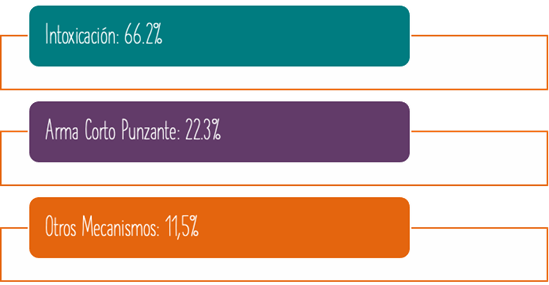 Intoxicación: 66.2%
Arma Corto Punzante: 22.3%
Otros Mecanismos: 11,5%